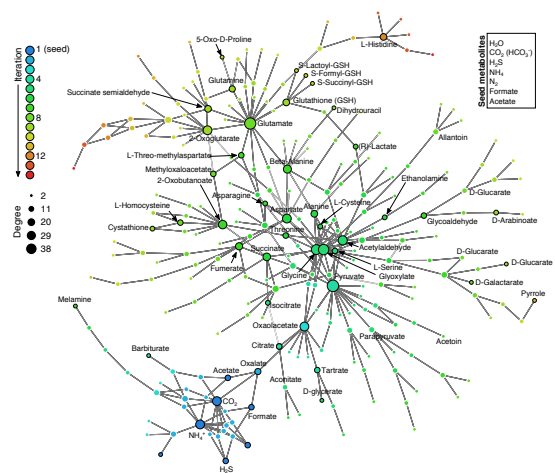 1 (seed)
8
12
Iteration
2
11
20
29
38
Degree
Seed metabolites
H₂O
CO₂ (HCO₃⁻)
H₂S
NH₄
N₂
Formate
Acetate
5-Oxo-D-Proline
L-Histidine
S-Lactoyl-GSH
S-Formyl-GSH
S-Succinyl-GSH
Glutamine
Succinate semialdehyde
Glutathione (GSH)
Dihydrouracil
Glutamate
2-Oxoglutarate
Allantoin
(R)-Lactate
L-Threo-methylaspartate
Beta-Alanine
Methyloxaloacetate
2-Oxobutanoate
Ethanolamine
D-Glucarate
Asparagine
L-Cysteine
L-Homocysteine
Aspartate
Alanine
Glycoaldehyde
D-Arabinoate
Cystathione
Threonine
Acetylaldehyde
Succinate
D-Glucarate
Fumerate
L-Serine
D-Glucarate
Glycine
Pyruvate
Glyoxylate
D-Galactarate
Pyrrole
Melamine
Isocitrate
Oxaolacetate
Parapyruvate
Acetoin
Citrate
Barbiturate
Oxalate
Acetate
Aconitate
Tartrate
D-glycerate
CO₂
Formate
NH₄
H₂S